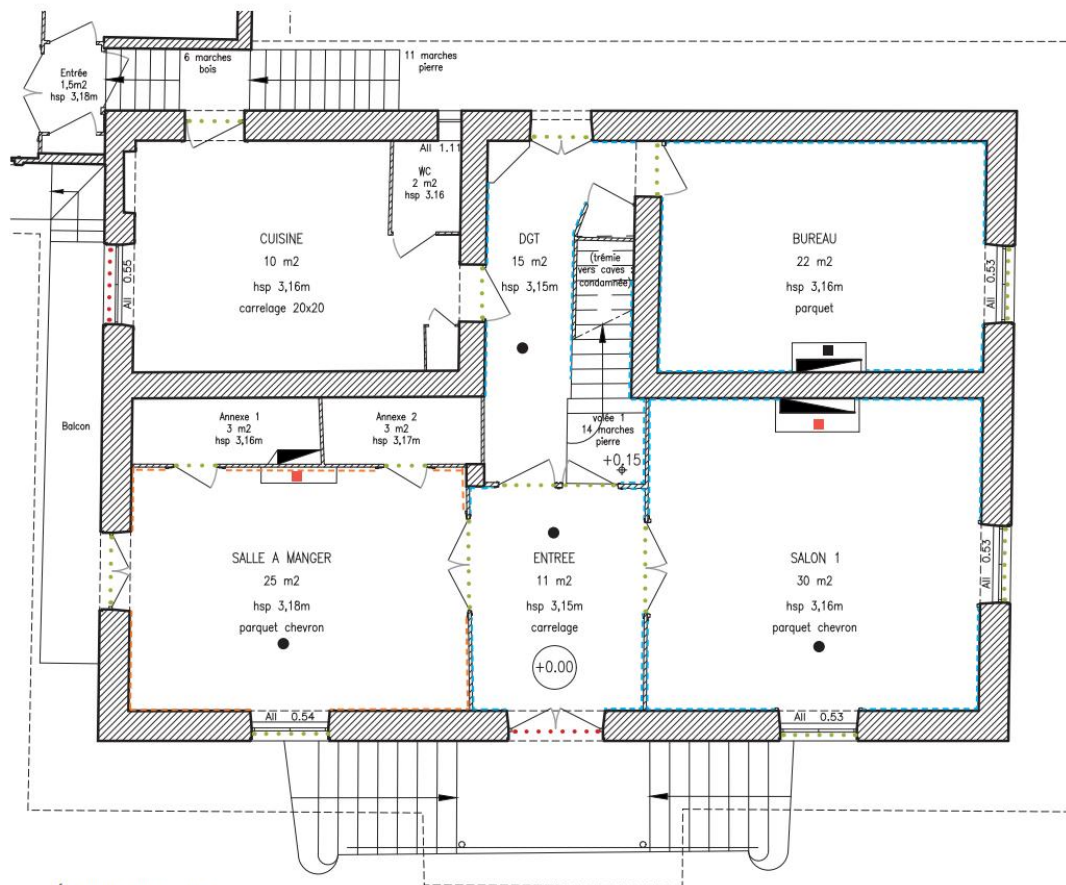 6 marches
bois
11 marches
pierre
Entrée
1,5m2
hsp 3,18m
All 1.11
WC
2 m2
hsp 3.16
CUISINE
10 m2
hsp 3,16m
carrelage 20x20
All 0.55
DGT
15 m2
hsp 3,15m
(trémie
vers caves :
condamnée)
BUREAU
22 m2
hsp 3,16m
parquet
All 0.53
Balcon
Annexe 1
3 m2
hsp 3,16m
Annexe 2
3 m2
hsp 3,17m
volée 1
14 marches
pierre
+0.15
SALLE A MANGER
25 m2
hsp 3,18m
parquet chevron
ENTREE
11 m2
hsp 3,15m
carrelage
+0.00
SALON 1
30 m2
hsp 3,16m
parquet chevron
All 0.53
All 0.54
All 0.53